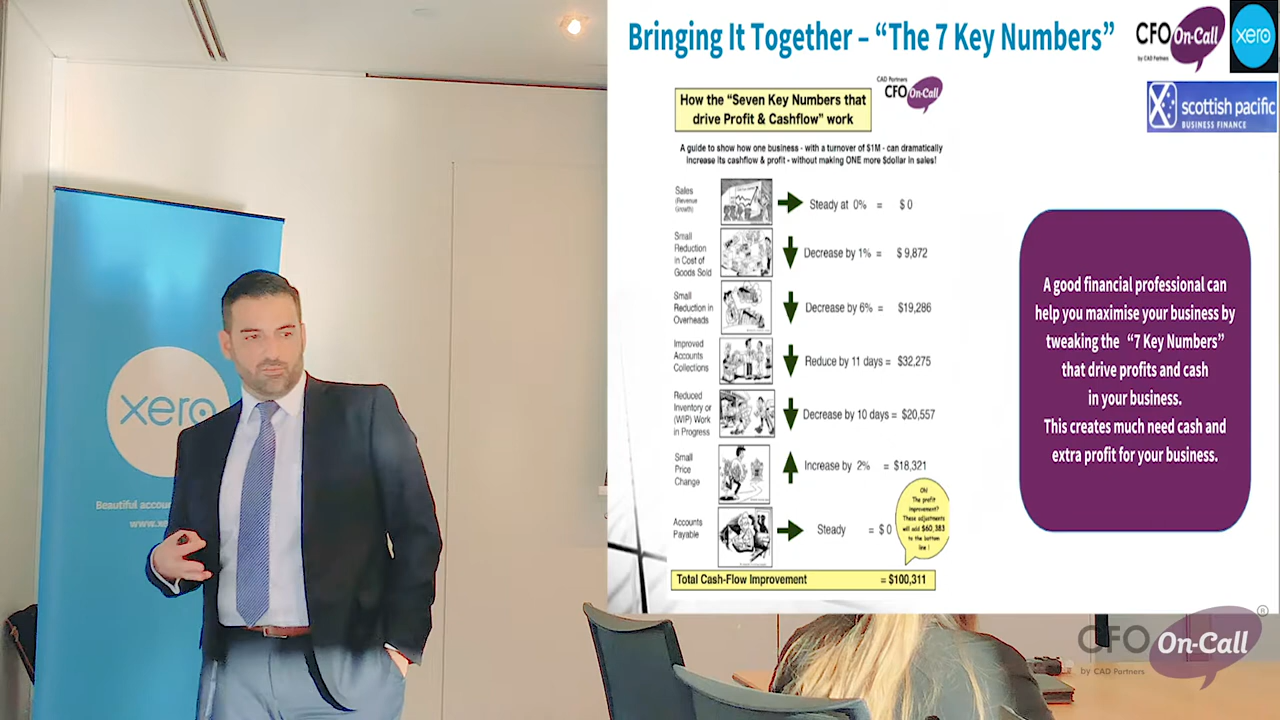 Bringing It Together – “The 7 Key Numbers”
CFO On-Call
by CAD Partners
xero
scottish pacific
BUSINESS FINANCE
CAD Partners
CFO On-Call
How the “Seven Key Numbers that
drive Profit & Cashflow” work
A guide to show how one business - with a turnover of $1M - can dramatically
increase its cashflow & profit - without making ONE more $dollar in sales!
Sales
(Revenue
Growth)
Steady at 0% = $ 0
Small
Reduction
in Cost of
Goods Sold
Decrease by 1% = $ 9,872
Small
Reduction in
Overheads
Decrease by 6% = $19,286
Improved
Accounts
Collections
Reduce by 11 days = $32,275
Reduced
Inventory or
(WIP) Work
in Progress
Decrease by 10 days = $20,557
Small
Price
Change
Increase by 2% = $18,321
Accounts
Payable
Steady = $ 0
Oh!
The profit
improvement?
These adjustments
will add $60,383
to the bottom
line !
Total Cash-Flow Improvement = $100,311
A good financial professional can
help you maximise your business by
tweaking the “7 Key Numbers”
that drive profits and cash
in your business.
This creates much need cash and
extra profit for your business.
xero
Beautiful
www.
CFO On-Call ®
by CAD Partners